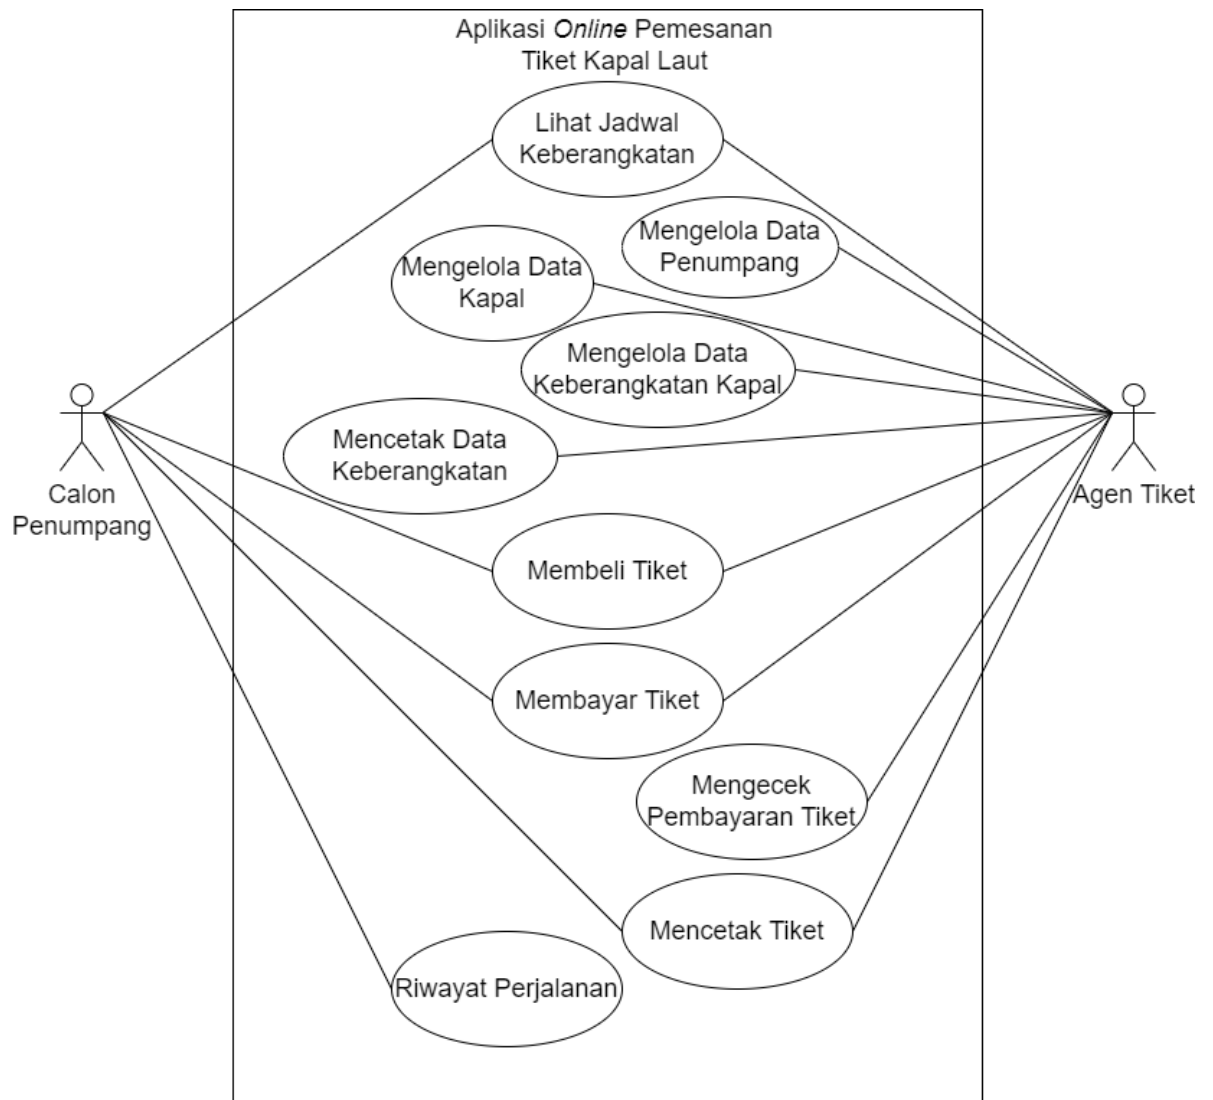 Aplikasi Online Pemesanan
Tiket Kapal Laut
Lihat Jadwal
Keberangkatan
Mengelola Data
Penumpang
Mengelola Data
Kapal
Mengelola Data
Keberangkatan Kapal
Mencetak Data
Keberangkatan
Calon
Penumpang
Agen Tiket
Membeli Tiket
Membayar Tiket
Mengecek
Pembayaran Tiket
Mencetak Tiket
Riwayat Perjalanan